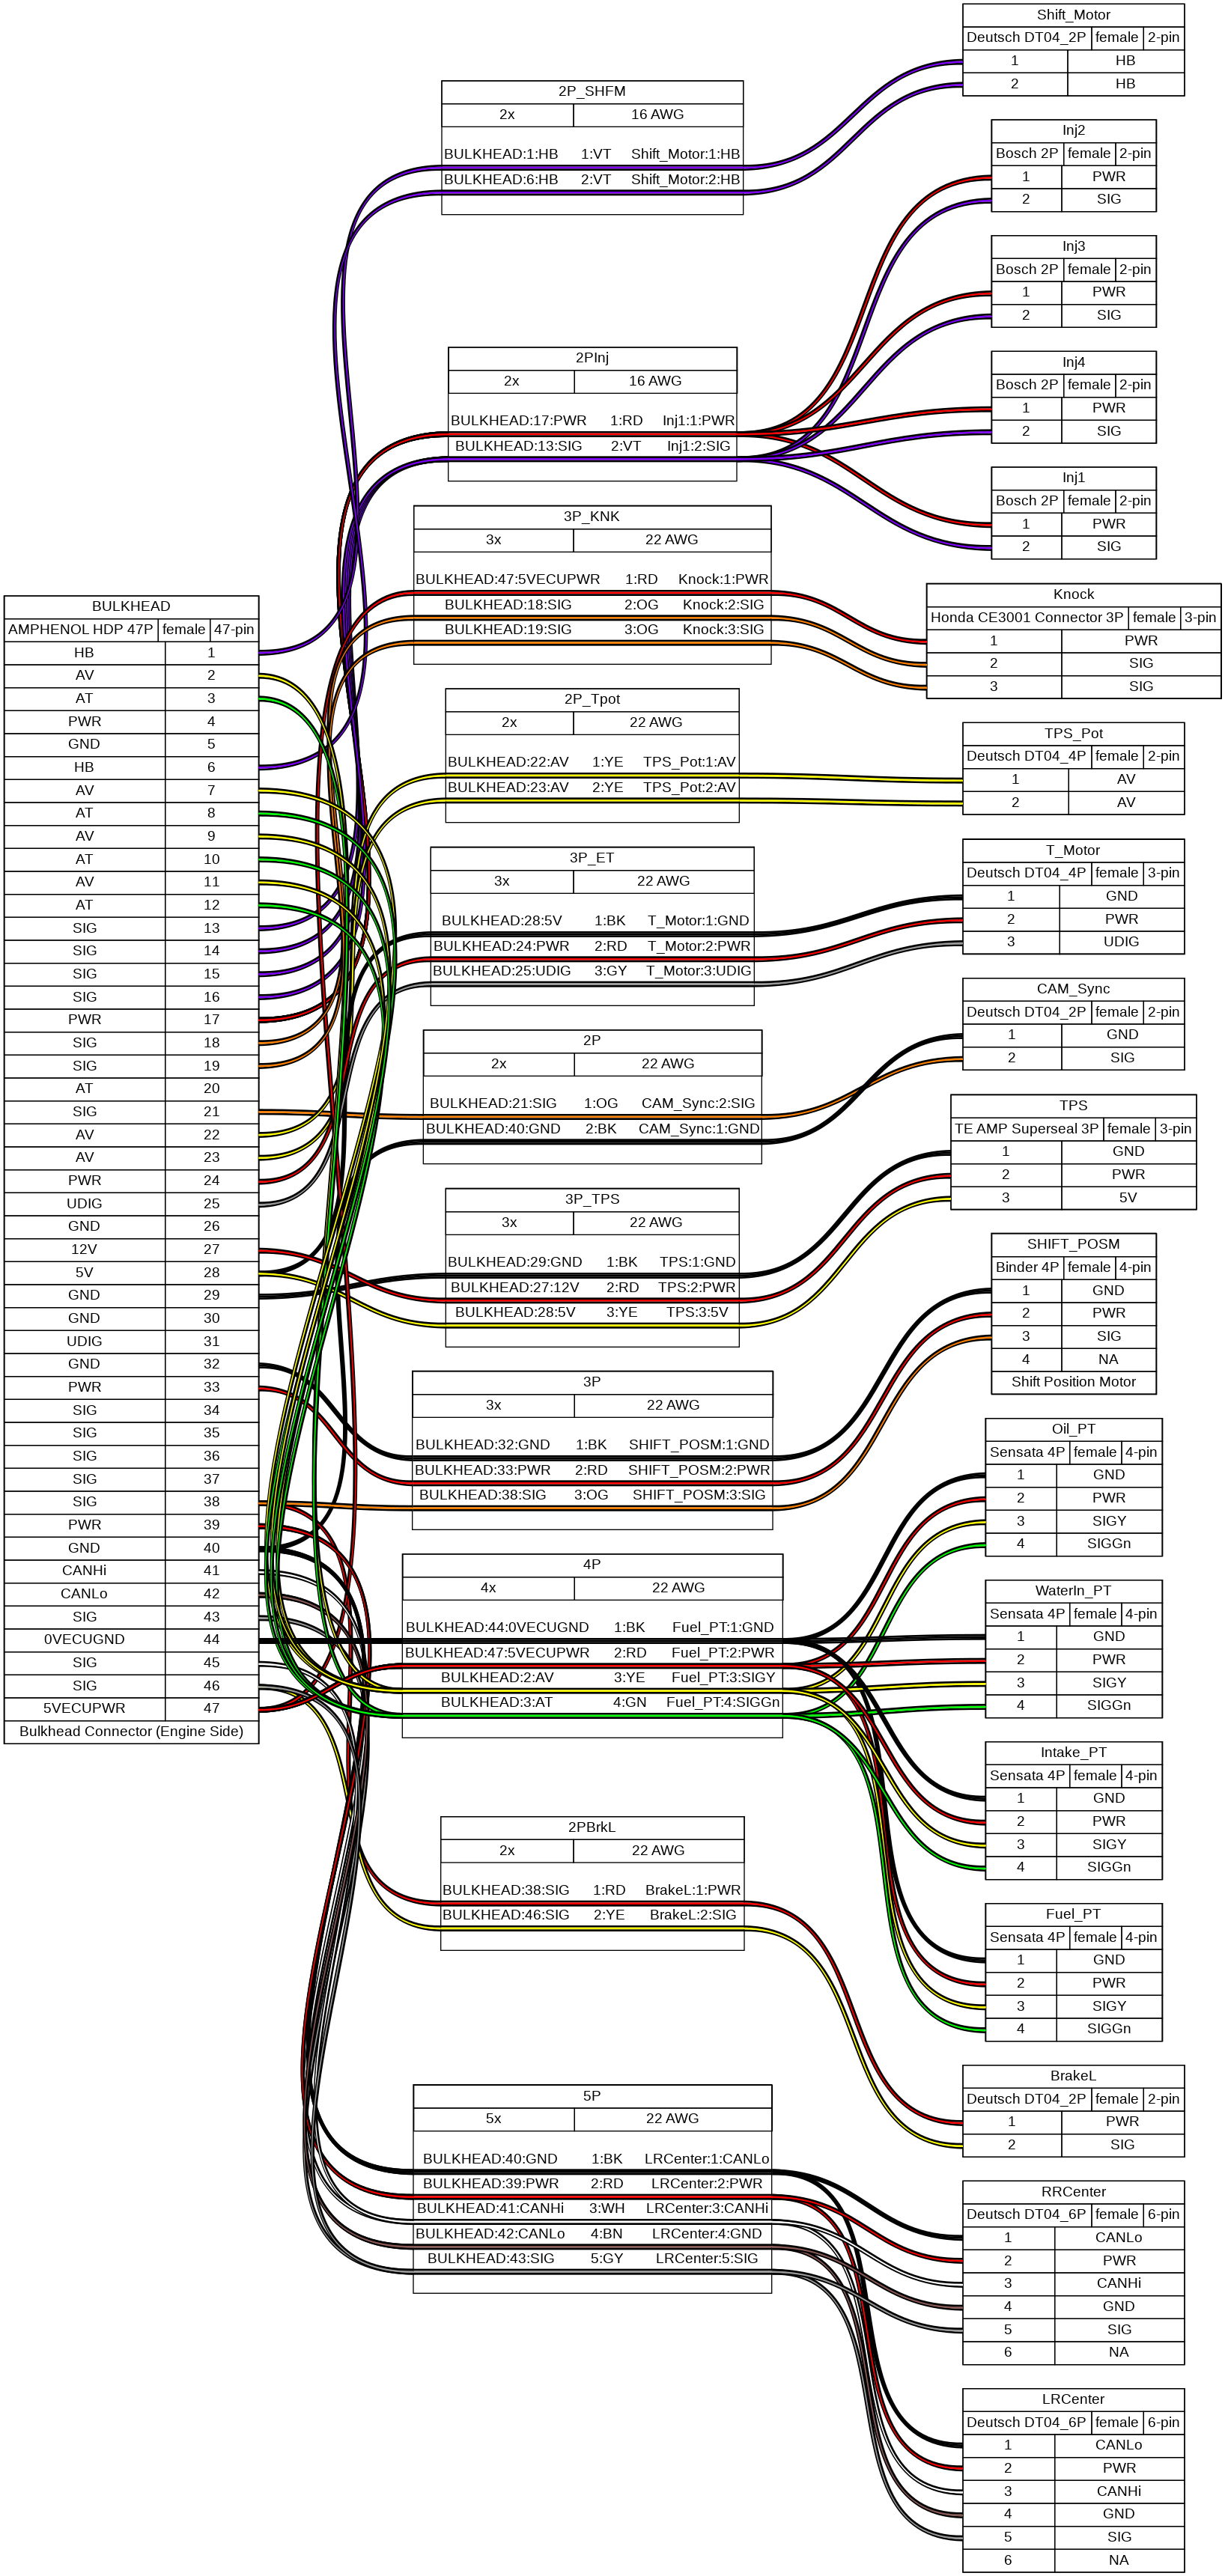 BULKHEAD
AMPHENOL HDP 47P female 47-pin
HB 1
AV 2
AT 3
PWR 4
GND 5
HB 6
AV 7
AT 8
AV 9
AT 10
AV 11
AT 12
SIG 13
SIG 14
SIG 15
SIG 16
PWR 17
SIG 18
SIG 19
AT 20
SIG 21
AV 22
AV 23
PWR 24
UDIG 25
GND 26
12V 27
5V 28
GND 29
GND 30
UDIG 31
GND 32
PWR 33
SIG 34
SIG 35
SIG 36
SIG 37
SIG 38
PWR 39
GND 40
CANHi 41
CANLo 42
SIG 43
0VECUGND 44
SIG 45
SIG 46
5VECUPWR 47
Bulkhead Connector (Engine Side)
2P_SHFM
2x 16 AWG
BULKHEAD:1:HB 1:VT Shift_Motor:1:HB
BULKHEAD:6:HB 2:VT Shift_Motor:2:HB
2PInj
2x 16 AWG
BULKHEAD:17:PWR 1:RD Inj1:1:PWR
BULKHEAD:13:SIG 2:VT Inj1:2:SIG
3P_KNK
3x 22 AWG
BULKHEAD:47:5VECUPWR 1:RD Knock:1:PWR
BULKHEAD:18:SIG 2:OG Knock:2:SIG
BULKHEAD:19:SIG 3:OG Knock:3:SIG
2P_Tpot
2x 22 AWG
BULKHEAD:22:AV 1:YE TPS_Pot:1:AV
BULKHEAD:23:AV 2:YE TPS_Pot:2:AV
3P_ET
3x 22 AWG
BULKHEAD:28:5V 1:BK T_Motor:1:GND
BULKHEAD:24:PWR 2:RD T_Motor:2:PWR
BULKHEAD:25:UDIG 3:GY T_Motor:3:UDIG
2P
2x 22 AWG
BULKHEAD:21:SIG 1:OG CAM_Sync:2:SIG
BULKHEAD:40:GND 2:BK CAM_Sync:1:GND
3P_TPS
3x 22 AWG
BULKHEAD:29:GND 1:BK TPS:1:GND
BULKHEAD:27:12V 2:RD TPS:2:PWR
BULKHEAD:28:5V 3:YE TPS:3:5V
3P
3x 22 AWG
BULKHEAD:32:GND 1:BK SHIFT_POSM:1:GND
BULKHEAD:33:PWR 2:RD SHIFT_POSM:2:PWR
BULKHEAD:38:SIG 3:OG SHIFT_POSM:3:SIG
4P
4x 22 AWG
BULKHEAD:44:0VECUGND 1:BK Fuel_PT:1:GND
BULKHEAD:47:5VECUPWR 2:RD Fuel_PT:2:PWR
BULKHEAD:2:AV 3:YE Fuel_PT:3:SIGY
BULKHEAD:3:AT 4:GN Fuel_PT:4:SIGGn
2PBrkL
2x 22 AWG
BULKHEAD:38:SIG 1:RD BrakeL:1:PWR
BULKHEAD:46:SIG 2:YE BrakeL:2:SIG
5P
5x 22 AWG
BULKHEAD:40:GND 1:BK LRCenter:1:CANLo
BULKHEAD:39:PWR 2:RD LRCenter:2:PWR
BULKHEAD:41:CANHi 3:WH LRCenter:3:CANHi
BULKHEAD:42:CANLo 4:BN LRCenter:4:GND
BULKHEAD:43:SIG 5:GY LRCenter:5:SIG
Shift_Motor
Deutsch DT04_2P female 2-pin
1 HB
2 HB
Inj2
Bosch 2P female 2-pin
1 PWR
2 SIG
Inj3
Bosch 2P female 2-pin
1 PWR
2 SIG
Inj4
Bosch 2P female 2-pin
1 PWR
2 SIG
Inj1
Bosch 2P female 2-pin
1 PWR
2 SIG
Knock
Honda CE3001 Connector 3P female 3-pin
1 PWR
2 SIG
3 SIG
TPS_Pot
Deutsch DT04_4P female 2-pin
1 AV
2 AV
T_Motor
Deutsch DT04_4P female 3-pin
1 GND
2 PWR
3 UDIG
CAM_Sync
Deutsch DT04_2P female 2-pin
1 GND
2 SIG
TPS
TE AMP Superseal 3P female 3-pin
1 GND
2 PWR
3 5V
SHIFT_POSM
Binder 4P female 4-pin
1 GND
2 PWR
3 SIG
4 NA
Shift Position Motor
Oil_PT
Sensata 4P female 4-pin
1 GND
2 PWR
3 SIGY
4 SIGGn
WaterIn_PT
Sensata 4P female 4-pin
1 GND
2 PWR
3 SIGY
4 SIGGn
Intake_PT
Sensata 4P female 4-pin
1 GND
2 PWR
3 SIGY
4 SIGGn
Fuel_PT
Sensata 4P female 4-pin
1 GND
2 PWR
3 SIGY
4 SIGGn
BrakeL
Deutsch DT04_2P female 2-pin
1 PWR
2 SIG
RRCenter
Deutsch DT04_6P female 6-pin
1 CANLo
2 PWR
3 CANHi
4 GND
5 SIG
6 NA
LRCenter
Deutsch DT04_6P female 6-pin
1 CANLo
2 PWR
3 CANHi
4 GND
5 SIG
6 NA